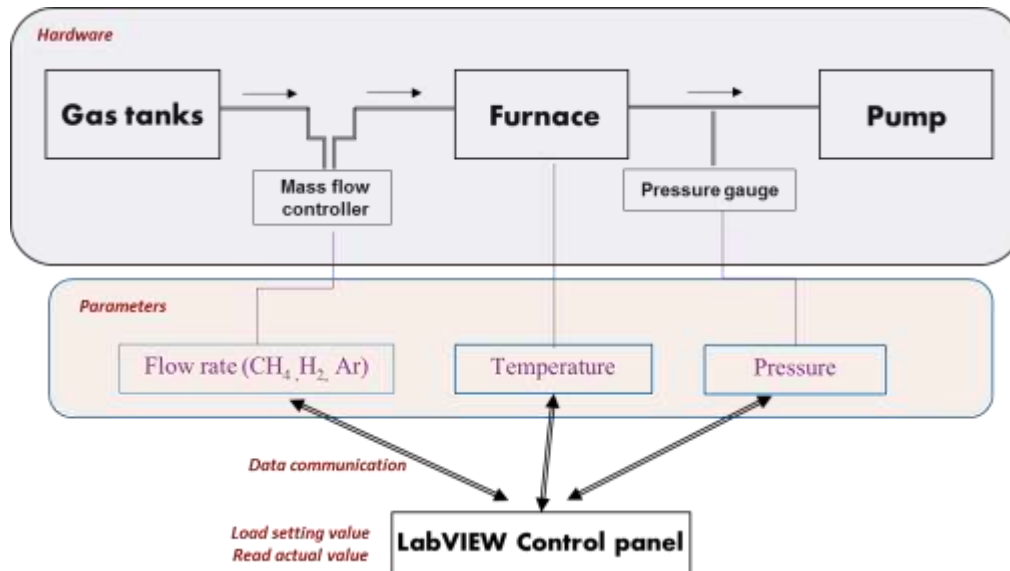 Hardware
Gas tanks
Furnace
Pump
Mass flow
controller
Pressure gauge
Parameters
Flow rate (CH₄, H₂, Ar)
Temperature
Pressure
Data communication
Load setting value
Read actual value
LabVIEW Control panel